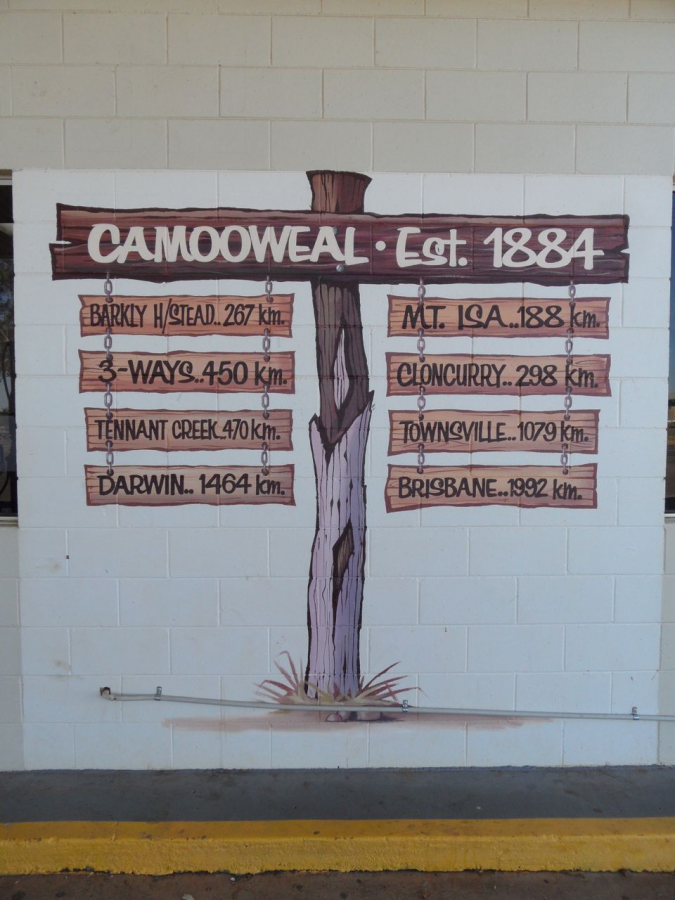 CAMOOWEAL · Est. 1884
BARKLY H/STEAD.. 267 km.
3-WAYS..450 km.
TENNANT CREEK..470 km.
DARWIN.. 1464 km.
MT. ISA..188 km.
CLONCURRY.. 298 km.
TOWNSVILLE.. 1079 km.
BRISBANE..1992 km.